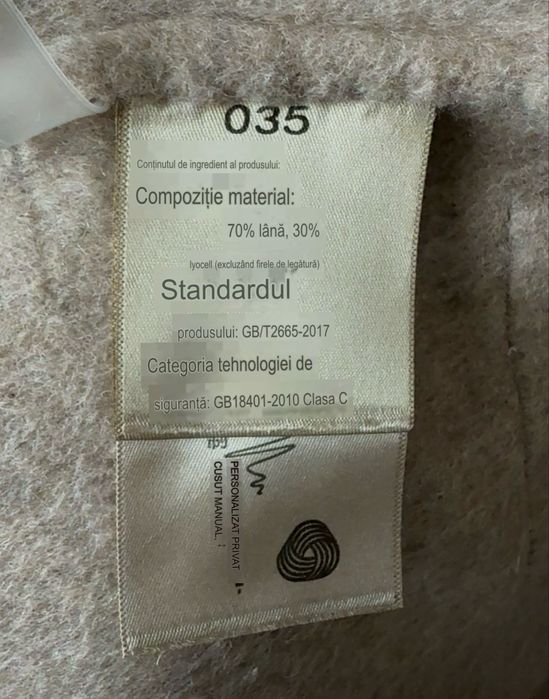 035
Conținutul de ingredient al produsului:
Compoziție material:
70% lână, 30%
lyocell (excluzând firele de legătură)
Standardul
produsului: GB/T2665-2017
Categoria tehnologiei de
siguranță: GB18401-2010 Clasa C
PERSONALIZAT PRIVAT
CUSUT MANUAL,